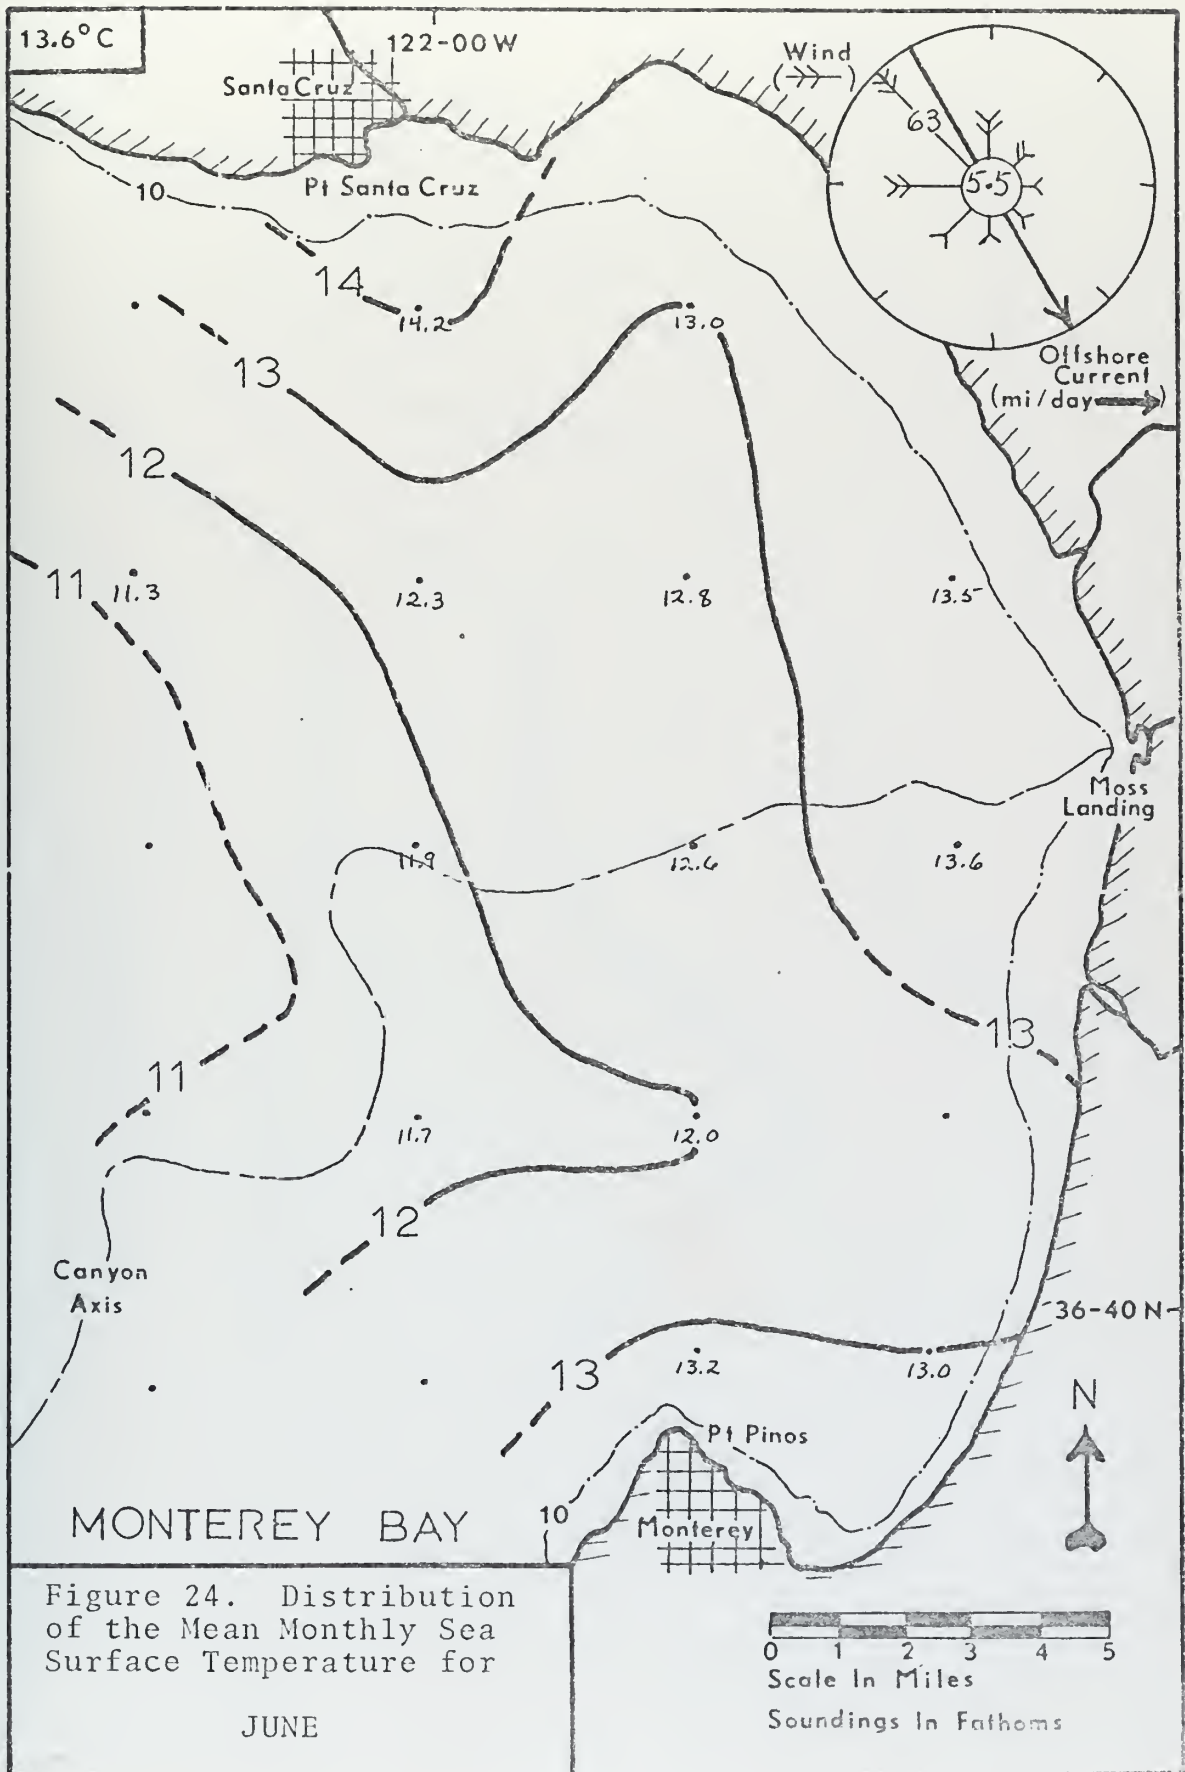 13.6°C
122-00W
Wind
( )
Santa Cruz
63
5.5
10
Pt Santa Cruz
14
14.2
13.0
13
Offshore
Current
(mi/day )
12
11
11.3
12.3
12.8
13.5
Moss
Landing
11.9
12.6
13.6
13
11
11.7
12.0
12
Canyon
Axis
36-40N
13
13.2
13.0
N
Pt Pinos
10
Monterey
MONTEREY BAY
Figure 24. Distribution
of the Mean Monthly Sea
Surface Temperature for
JUNE
0 1 2 3 4 5
Scale In Miles
Soundings In Fathoms